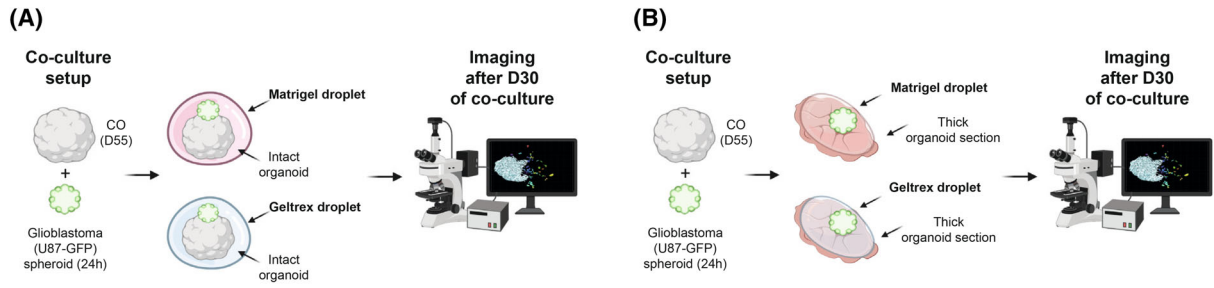 (A)
Co-culture
setup
CO
(D55)
+
Glioblastoma
(U87-GFP)
spheroid (24h)
Matrigel droplet
Intact
organoid
Geltrex droplet
Intact
organoid
Imaging
after D30
of co-culture
(B)
Co-culture
setup
CO
(D55)
+
Glioblastoma
(U87-GFP)
spheroid (24h)
Matrigel droplet
Thick
organoid section
Geltrex droplet
Thick
organoid section
Imaging
after D30
of co-culture